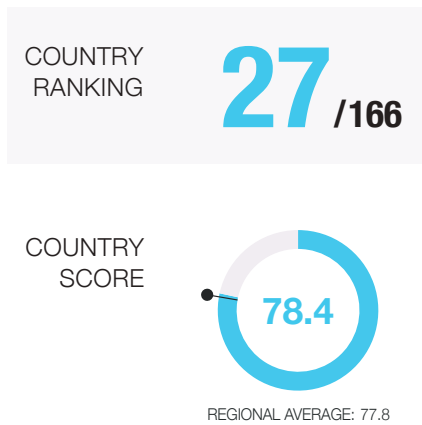 COUNTRY
RANKING
27/166
COUNTRY
SCORE
78.4
REGIONAL AVERAGE: 77.8